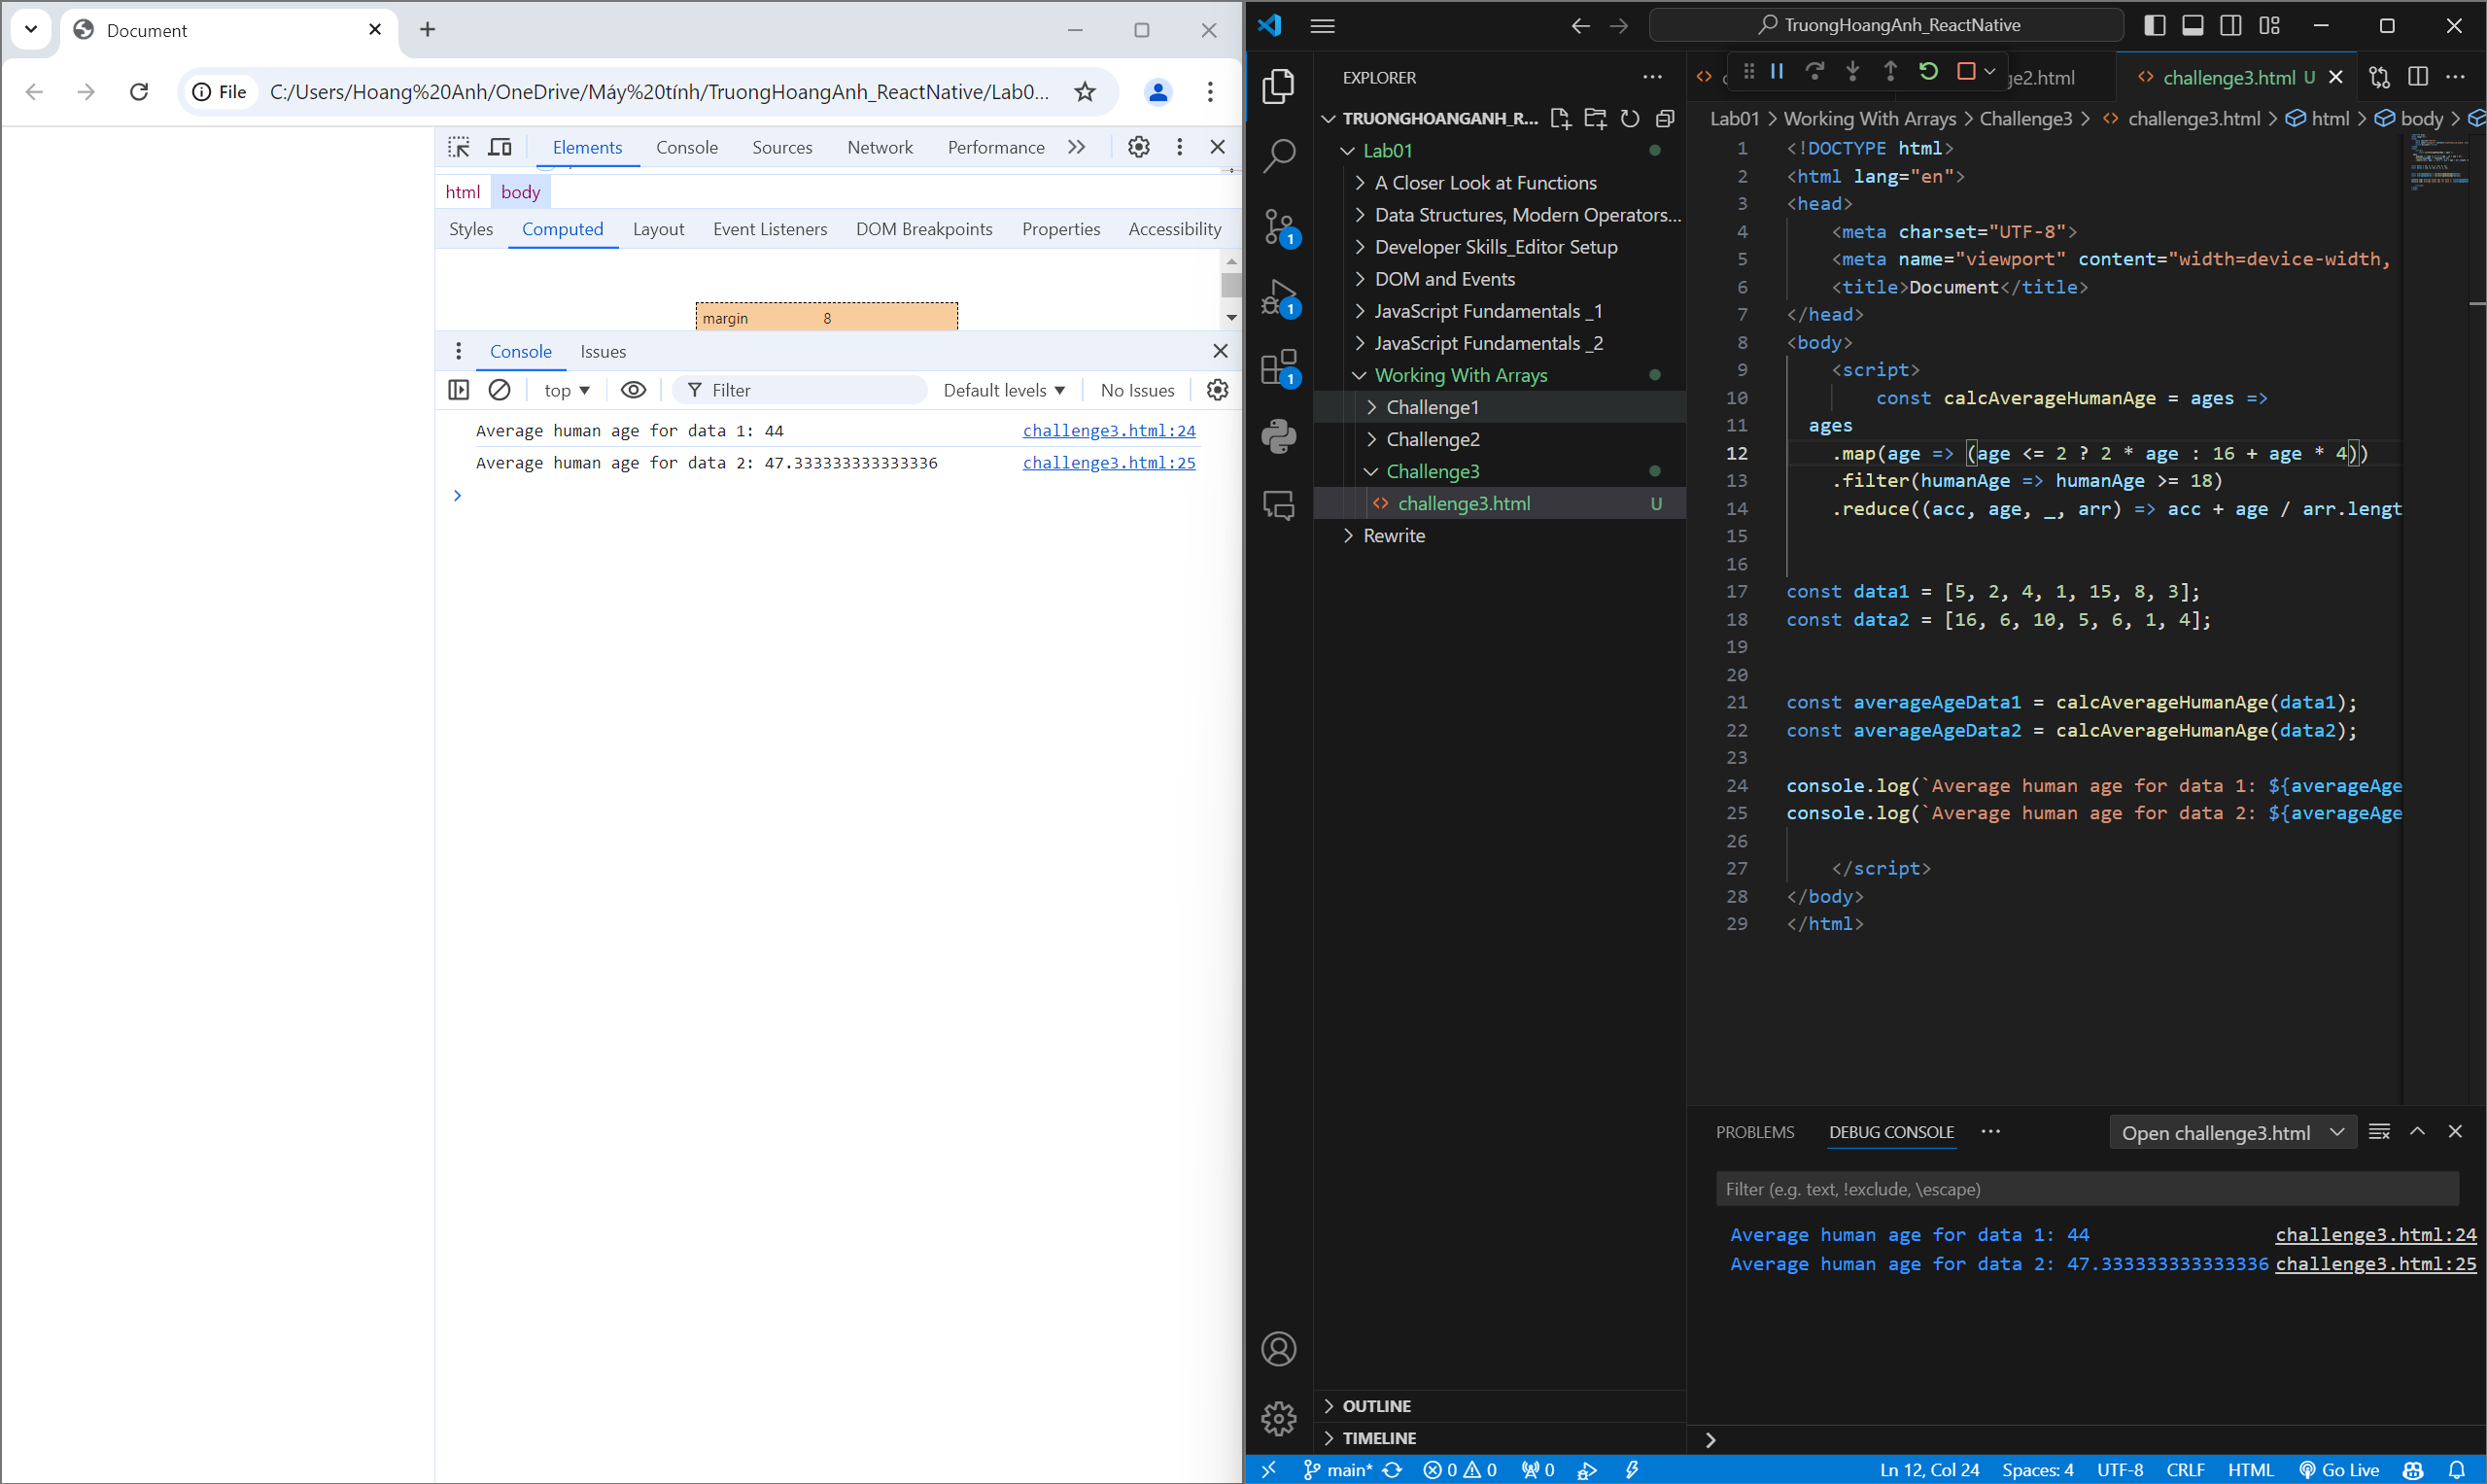 Document
File
C:/Users/Hoang%20Anh/OneDrive/Máy%20tính/TruongHoangAnh_ReactNative/Lab0...
Elements Console Sources Network Performance
html body
Styles Computed Layout Event Listeners DOM Breakpoints Properties Accessibility
margin 8
Console Issues
top Filter Default levels No Issues
Average human age for data 1: 44 challenge3.html:24
Average human age for data 2: 47.333333333333336 challenge3.html:25
TruongHoangAnh_ReactNative
EXPLORER
TRUONGHOANGANH_R...
Lab01
A Closer Look at Functions
Data Structures, Modern Operators...
Developer Skills_Editor Setup
DOM and Events
JavaScript Fundamentals _1
JavaScript Fundamentals _2
Working With Arrays
Challenge1
Challenge2
Challenge3
challenge3.html U
Rewrite
OUTLINE
TIMELINE
1
1
1
ge2.html
challenge3.html U
Lab01 > Working With Arrays > Challenge3 > challenge3.html > html > body >
1 <!DOCTYPE html>
2 <html lang="en">
3 <head>
4 <meta charset="UTF-8">
5 <meta name="viewport" content="width=device-width,
6 <title>Document</title>
7 </head>
8 <body>
9 <script>
10 const calcAverageHumanAge = ages =>
11 ages
12 .map(age => (age <= 2 ? 2 * age : 16 + age * 4))
13 .filter(humanAge => humanAge >= 18)
14 .reduce((acc, age, _, arr) => acc + age / arr.lengt
15
16
17 const data1 = [5, 2, 4, 1, 15, 8, 3];
18 const data2 = [16, 6, 10, 5, 6, 1, 4];
19
20
21 const averageAgeData1 = calcAverageHumanAge(data1);
22 const averageAgeData2 = calcAverageHumanAge(data2);
23
24 console.log(`Average human age for data 1: ${averageAge
25 console.log(`Average human age for data 2: ${averageAge
26
27 </script>
28 </body>
29 </html>
PROBLEMS DEBUG CONSOLE Open challenge3.html
Filter (e.g. text, !exclude, \escape)
Average human age for data 1: 44 challenge3.html:24
Average human age for data 2: 47.333333333333336 challenge3.html:25
main* 0 0 0 Ln 12, Col 24 Spaces: 4 UTF-8 CRLF HTML Go Live